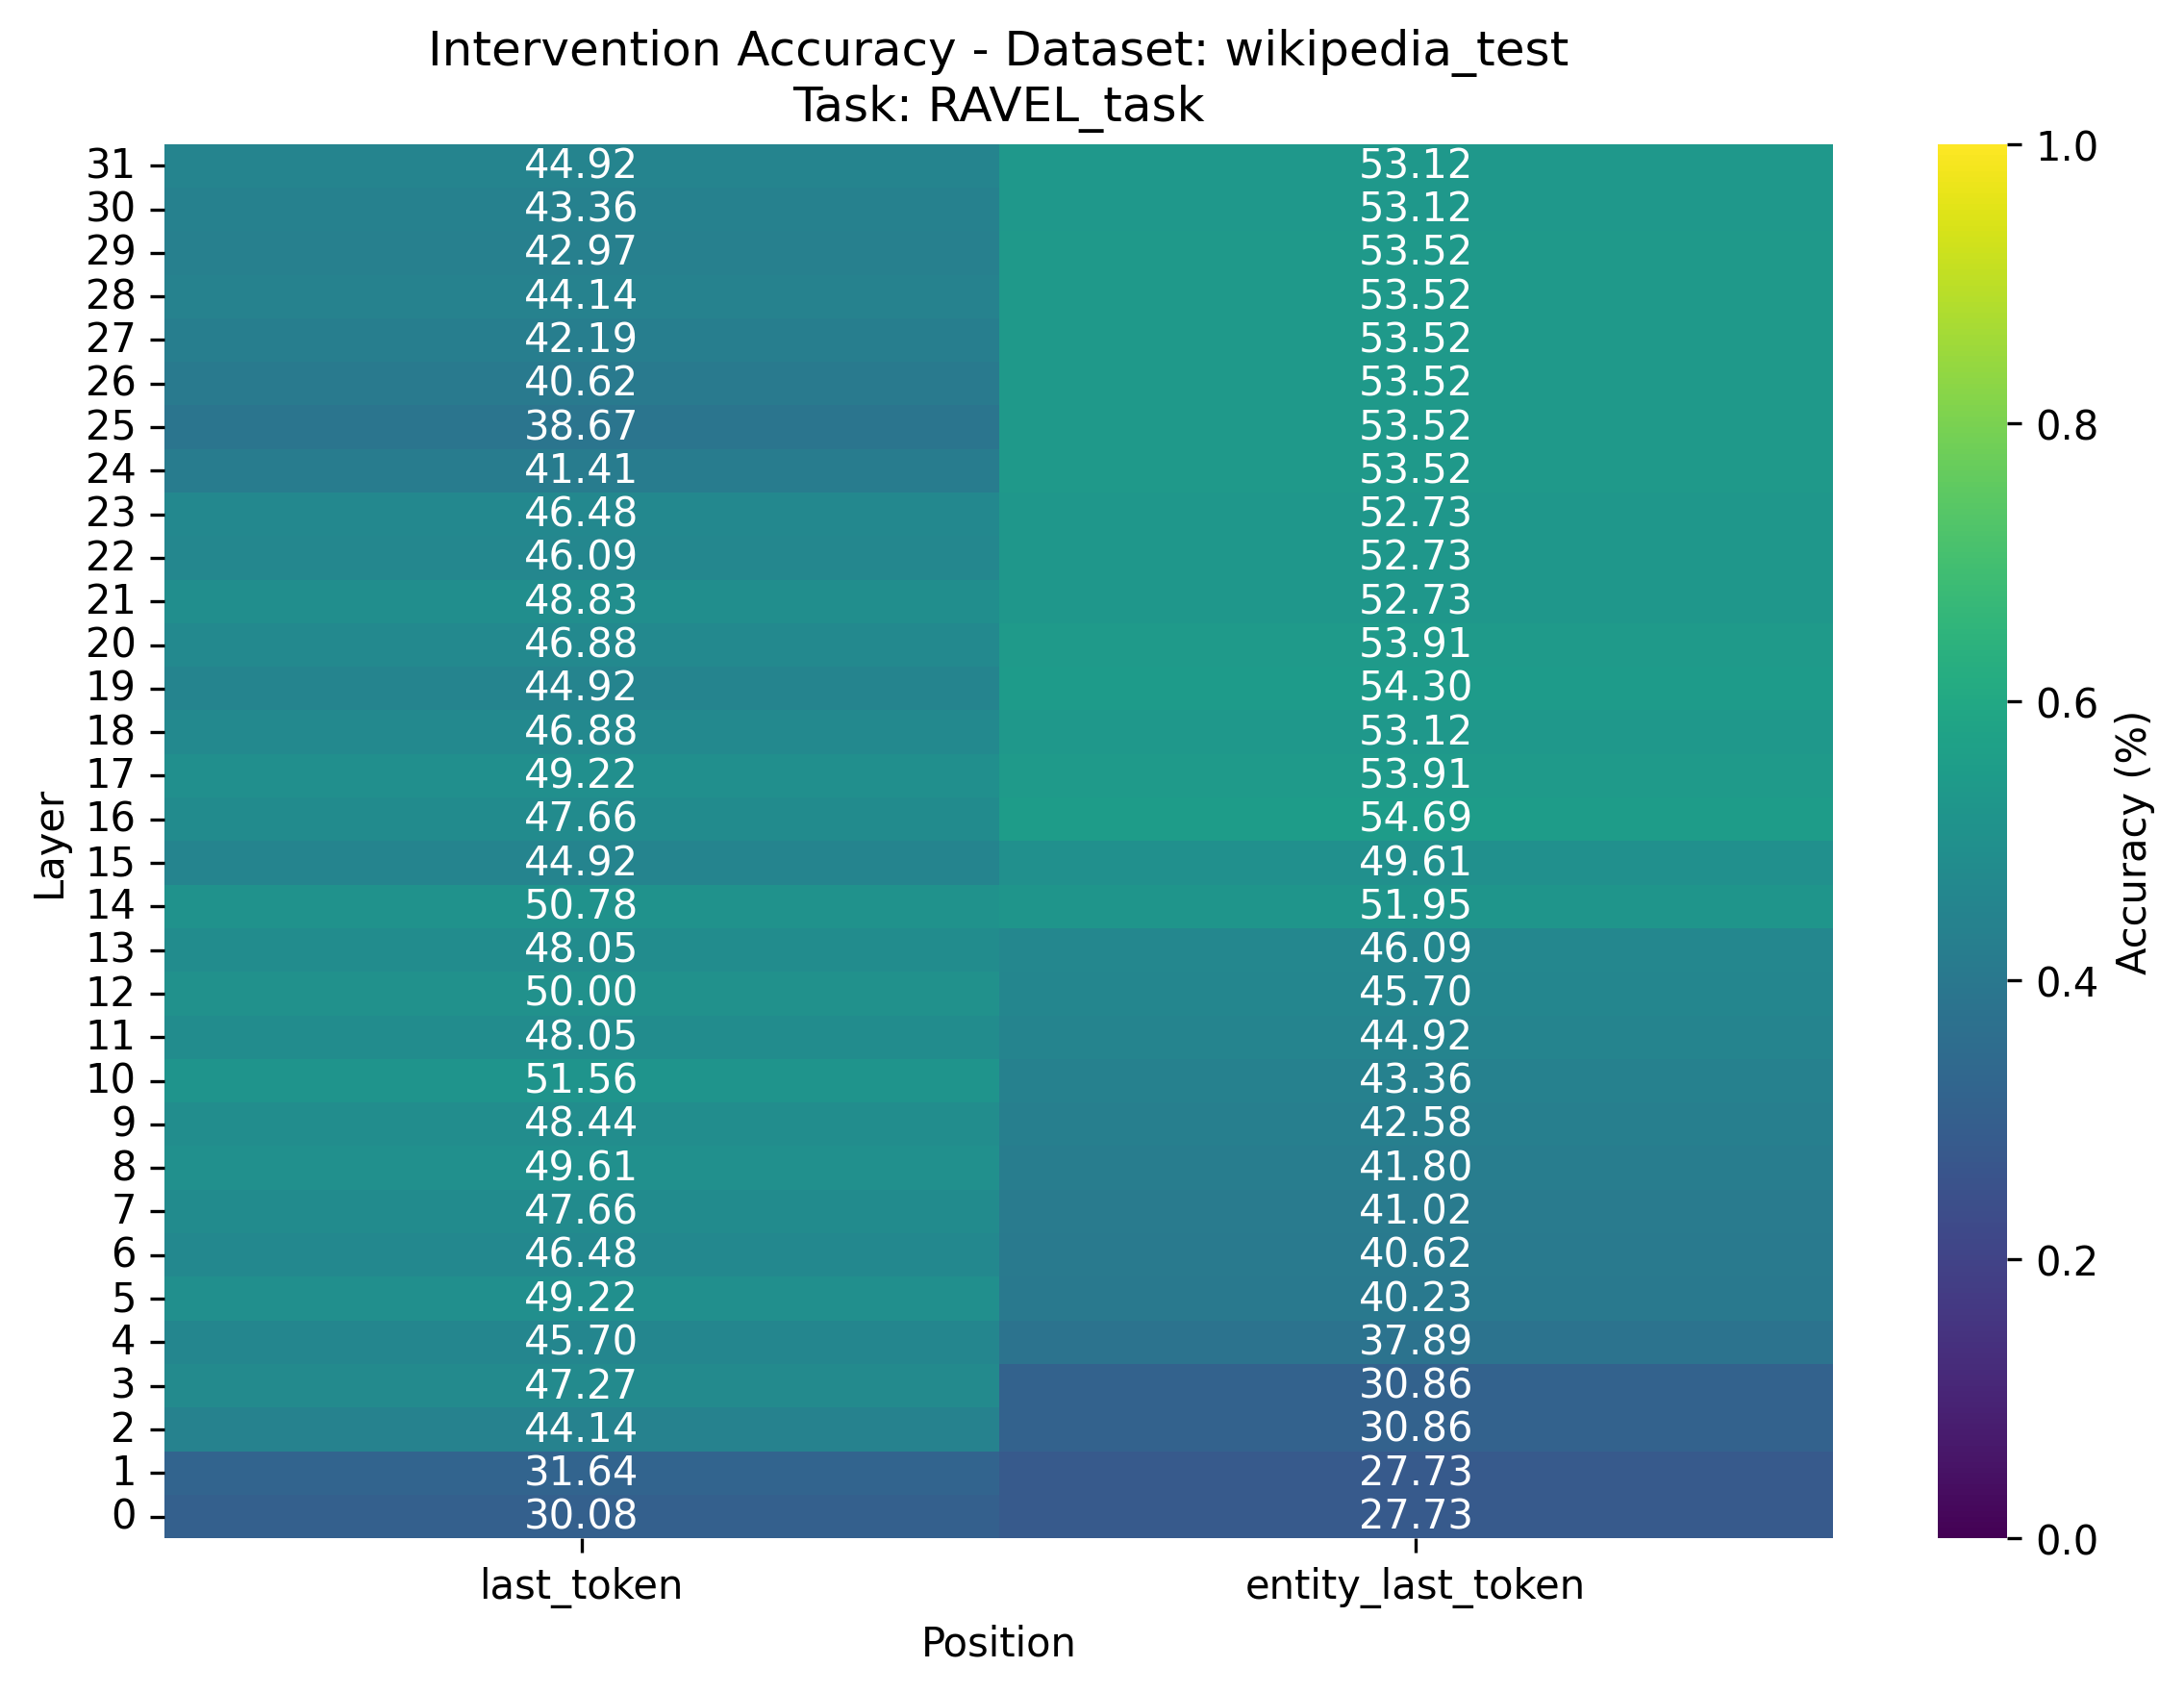 Intervention Accuracy - Dataset: wikipedia_test
Task: RAVEL_task
31 44.92 53.12 1.0
30 43.36 53.12
29 42.97 53.52
28 44.14 53.52
27 42.19 53.52
26 40.62 53.52
25 38.67 53.52 0.8
24 41.41 53.52
23 46.48 52.73
22 46.09 52.73
21 48.83 52.73
20 46.88 53.91
19 44.92 54.30 0.6
18 46.88 53.12
17 49.22 53.91
16 47.66 54.69
Layer
15 44.92 49.61
Accuracy (%)
14 50.78 51.95
13 48.05 46.09
12 50.00 45.70 0.4
11 48.05 44.92
10 51.56 43.36
9 48.44 42.58
8 49.61 41.80
7 47.66 41.02
6 46.48 40.62 0.2
5 49.22 40.23
4 45.70 37.89
3 47.27 30.86
2 44.14 30.86
1 31.64 27.73
0 30.08 27.73 0.0
last_token entity_last_token
Position